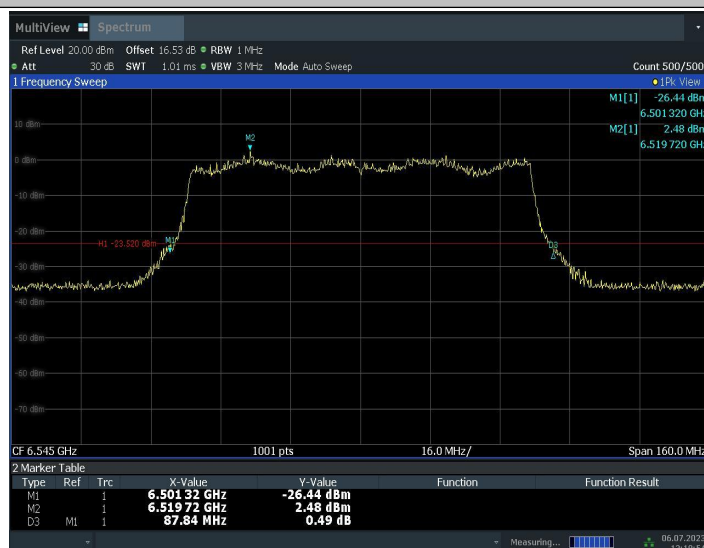 MultiView Spectrum
Ref Level 20.00 dBm Offset 16.53 dB RBW 1 MHz
Att 30 dB SWT 1.01 ms VBW 3 MHz Mode Auto Sweep Count 500/500
1 Frequency Sweep 1Pk View
M1[1] -26.44 dBm
6.501320 GHz
M2[1] 2.48 dBm
6.519720 GHz
10 dBm
M2
0 dBm
-10 dBm
-20 dBm
H1 -23.520 dBm M1 D3
-30 dBm
-40 dBm
-50 dBm
-60 dBm
-70 dBm
CF 6.545 GHz 1001 pts 16.0 MHz/ Span 160.0 MHz
2 Marker Table
Type Ref Trc X-Value Y-Value Function Function Result
M1 1 6.501 32 GHz -26.44 dBm
M2 1 6.519 72 GHz 2.48 dBm
D3 M1 1 87.84 MHz 0.49 dB
Measuring... 06.07.2023